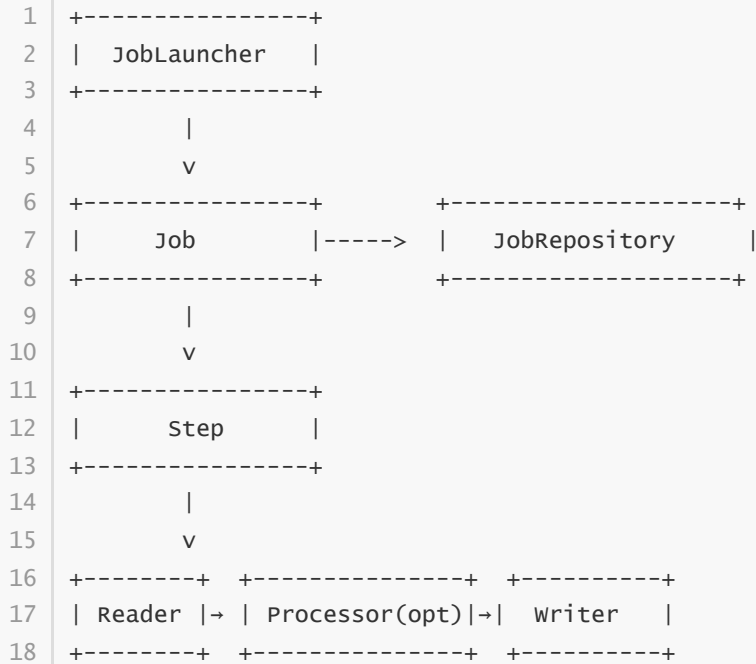 1 +----------------+
2 |  JobLauncher   |
3 +----------------+
4         |
5         v
6 +----------------+       +-------------------+
7 |     Job        |----->  |   JobRepository     |
8 +----------------+       +-------------------+
9         |
10         v
11 +----------------+
12 |      Step      |
13 +----------------+
14         |
15         v
16 +--------+  +--------------+  +----------+
17 | Reader |→ | Processor(opt)|→|  Writer   |
18 +--------+  +--------------+  +----------+